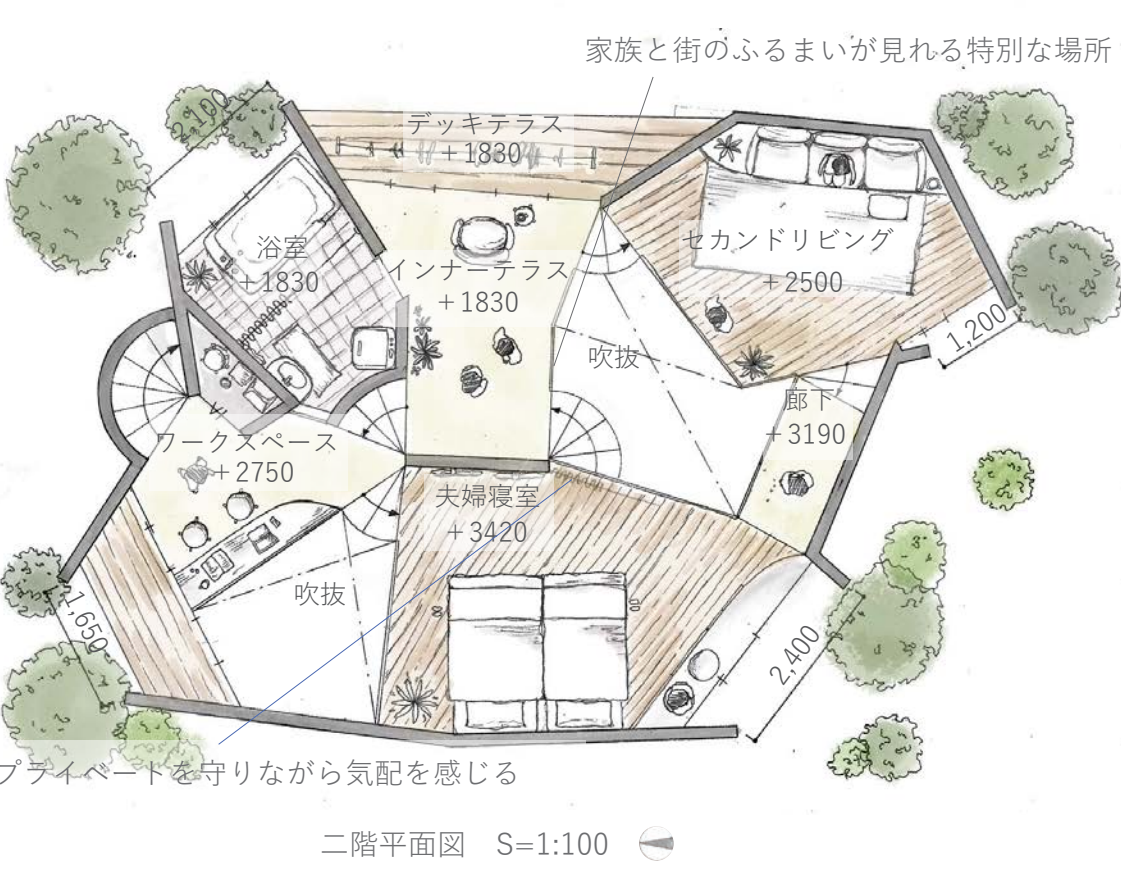 家族と街のふるまいが見れる特別な場所
2,100
デッキテラス
+1830
浴室
+1830
インナーテラス
+1830
セカンドリビング
+2500
1,200
吹抜
廊下
+3190
ワークスペース
+2750
夫婦寝室
+3420
吹抜
1,650
2,400
プライベートを守りながら気配を感じる
二階平面図 S=1:100